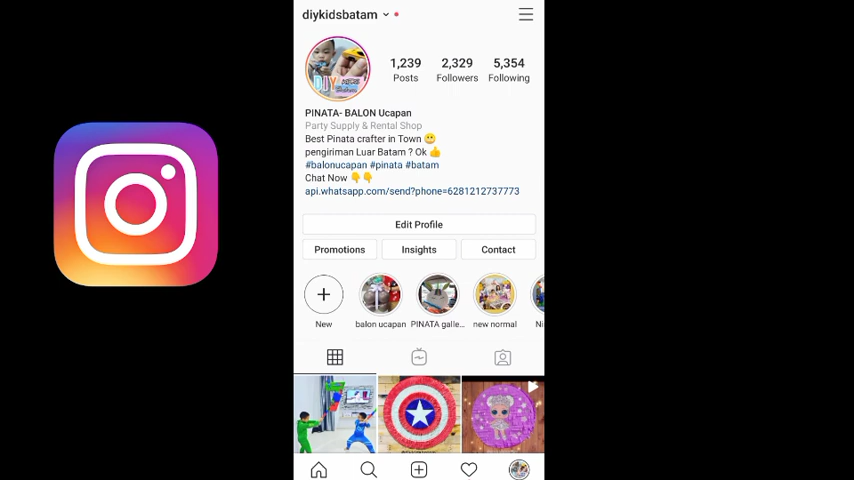 diykidsbatam
1,239 2,329 5,354
Posts Followers Following
DIY
PINATA- BALON Ucapan
Party Supply & Rental Shop
Best Pinata crafter in Town 😬
pengiriman Luar Batam ? Ok 👍
#balonucapan #pinata #batam
Chat Now 👇👇
api.whatsapp.com/send?phone=6281212737773
Edit Profile
Promotions Insights Contact
New balon ucapan PINATA galle... new normal Ni